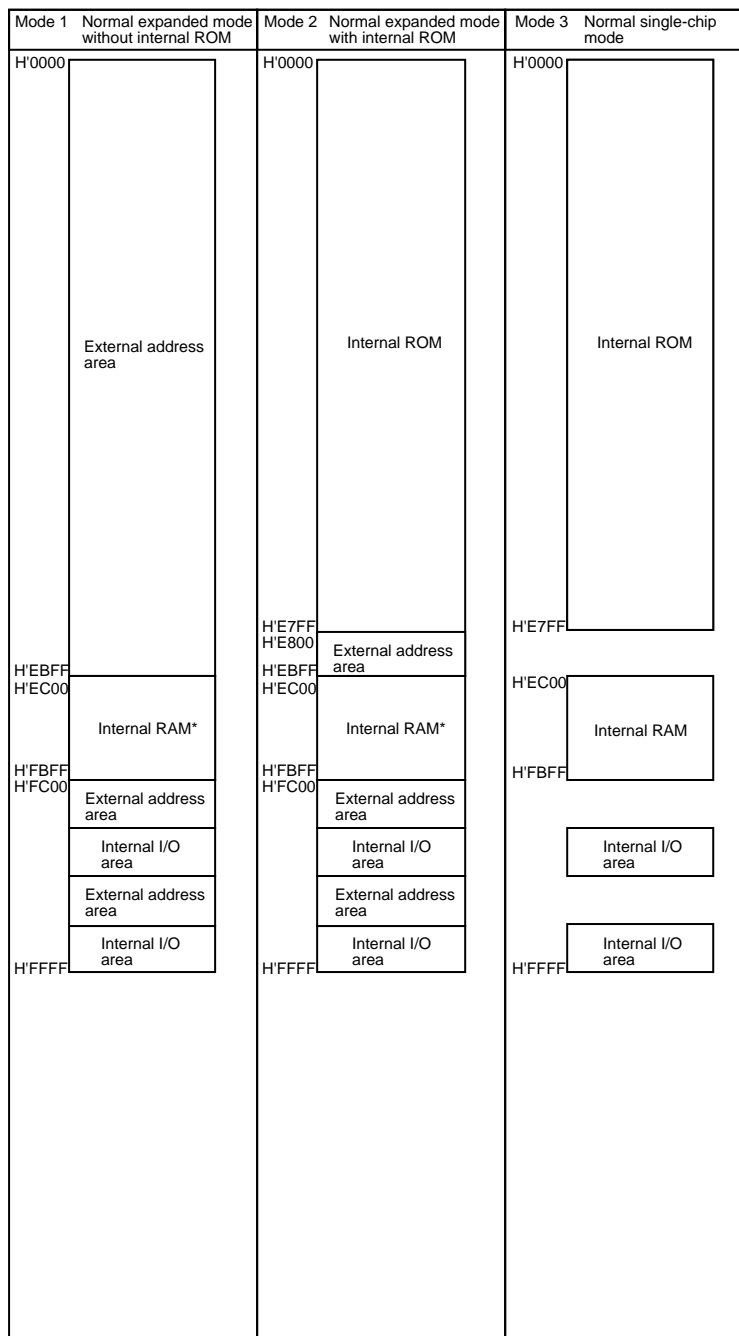 Mode 1 Normal expanded mode
without internal ROM
H'0000
External address
area
H'EBFF
H'EC00
Internal RAM*
H'FBFF
H'FC00
External address
area
Internal I/O
area
External address
area
Internal I/O
area
H'FFFF
Mode 2 Normal expanded mode
with internal ROM
H'0000
Internal ROM
H'E7FF
H'E800
External address
area
H'EBFF
H'EC00
Internal RAM*
H'FBFF
H'FC00
External address
area
Internal I/O
area
External address
area
Internal I/O
area
H'FFFF
Mode 3 Normal single-chip
mode
H'0000
Internal ROM
H'E7FF
H'EC00
Internal RAM
H'FBFF
Internal I/O
area
Internal I/O
area
H'FFFF